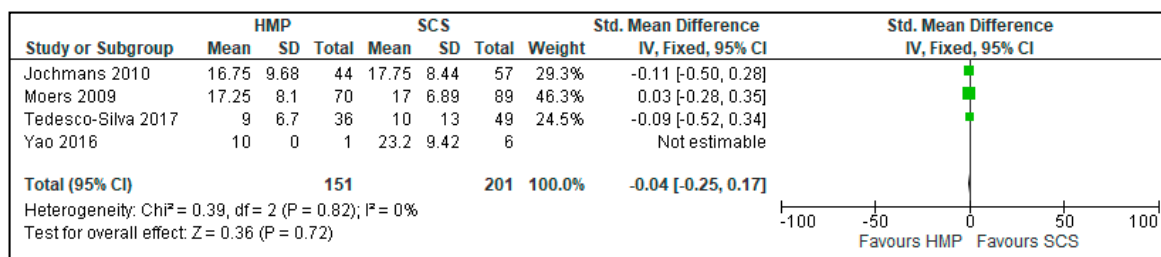 HMP SCS Std. Mean Difference Std. Mean Difference
Study or Subgroup Mean SD Total Mean SD Total Weight IV, Fixed, 95% CI IV, Fixed, 95% CI
Jochmans 2010 16.75 9.68 44 17.75 8.44 57 29.3% -0.11 [-0.50, 0.28]
Moers 2009 17.25 8.1 70 17 6.89 89 46.3% 0.03 [-0.28, 0.35]
Tedesco-Silva 2017 9 6.7 36 10 13 49 24.5% -0.09 [-0.52, 0.34]
Yao 2016 10 0 1 23.2 9.42 6 Not estimable
Total (95% CI) 151 201 100.0% -0.04 [-0.25, 0.17]
Heterogeneity: Chi² = 0.39, df = 2 (P = 0.82); I² = 0%
Test for overall effect: Z = 0.36 (P = 0.72)
-100 -50 0 50 100
Favours HMP Favours SCS